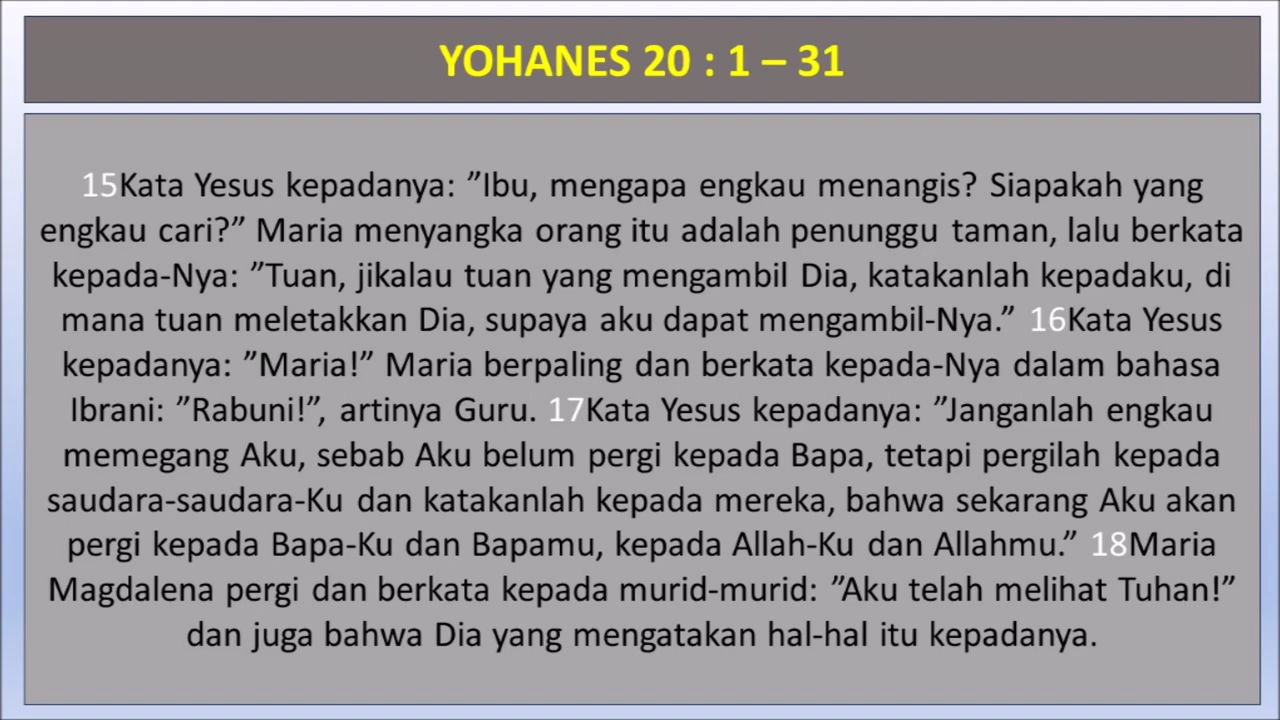 YOHANES 20 : 1 – 31
15Kata Yesus kepadanya: ”Ibu, mengapa engkau menangis? Siapakah yang
engkau cari?” Maria menyangka orang itu adalah penunggu taman, lalu berkata
kepada-Nya: ”Tuan, jikalau tuan yang mengambil Dia, katakanlah kepadaku, di
mana tuan meletakkan Dia, supaya aku dapat mengambil-Nya.” 16Kata Yesus
kepadanya: ”Maria!” Maria berpaling dan berkata kepada-Nya dalam bahasa
Ibrani: ”Rabuni!”, artinya Guru. 17Kata Yesus kepadanya: ”Janganlah engkau
memegang Aku, sebab Aku belum pergi kepada Bapa, tetapi pergilah kepada
saudara-saudara-Ku dan katakanlah kepada mereka, bahwa sekarang Aku akan
pergi kepada Bapa-Ku dan Bapamu, kepada Allah-Ku dan Allahmu.” 18Maria
Magdalena pergi dan berkata kepada murid-murid: ”Aku telah melihat Tuhan!”
dan juga bahwa Dia yang mengatakan hal-hal itu kepadanya.